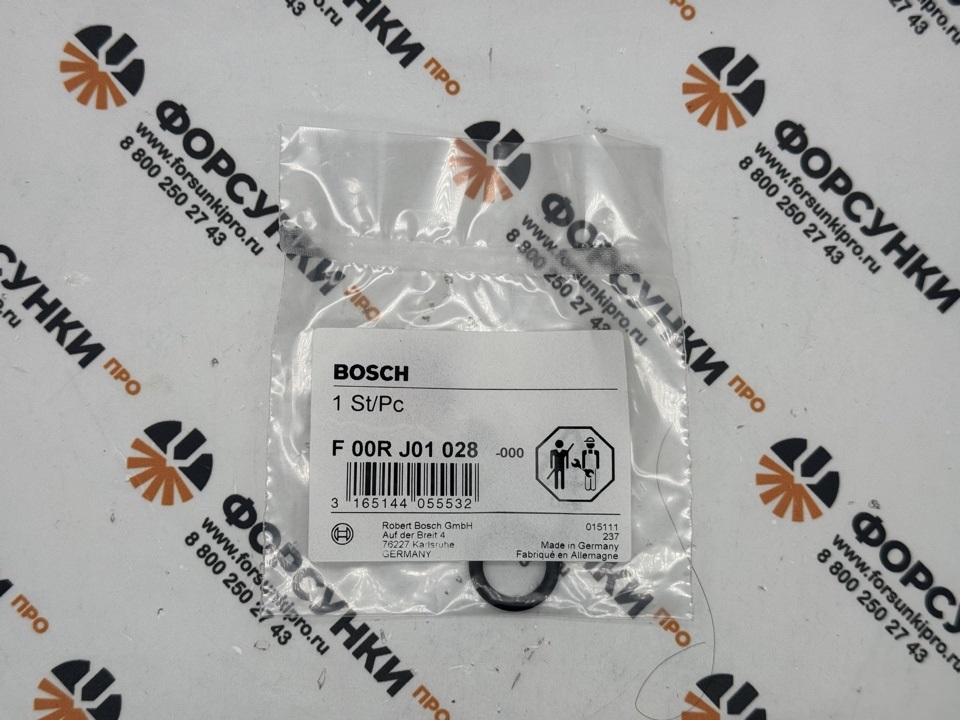 ФОРСУНКИ ПРО
www.forsunkipro.ru
8 800 250 27 43
BOSCH
1 St/Pc
F 00R J01 028 -000
3 165144 055532
Robert Bosch GmbH
Auf der Breit 4
76227 Karlsruhe
GERMANY
015111
237
Made in Germany
Fabriqué en Allemagne